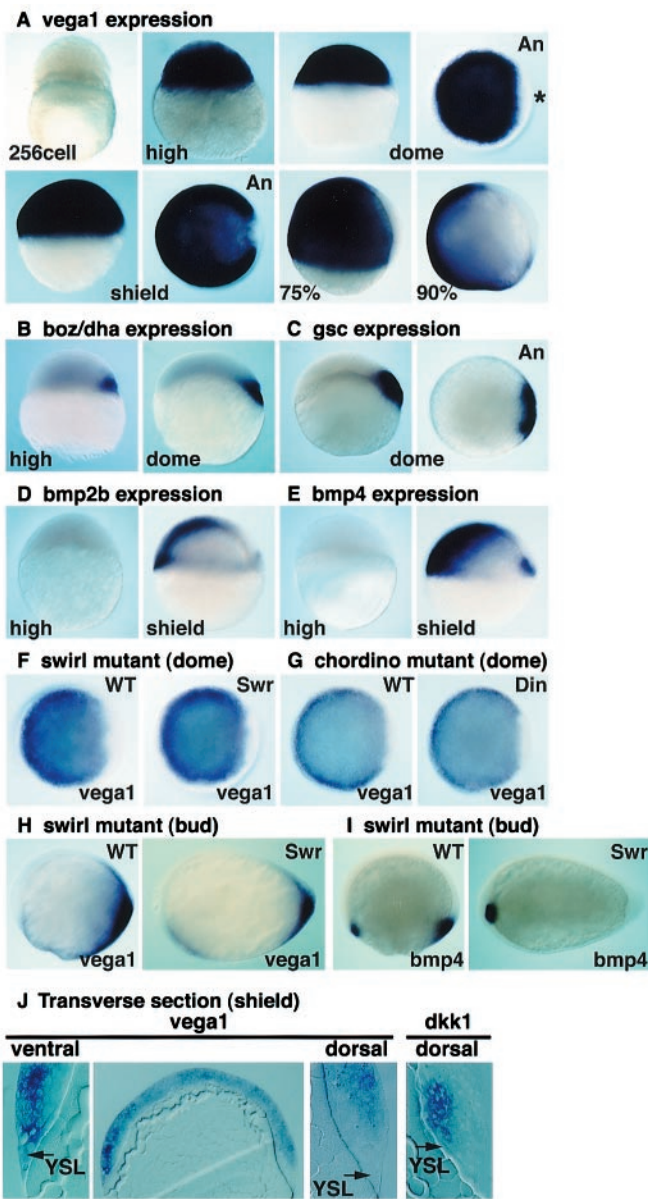 A vega1 expression
256cell
high
dome
An
*
shield
An
75%
90%
B boz/dha expression
C gsc expression
high
dome
dome
An
D bmp2b expression
E bmp4 expression
high
shield
high
shield
F swirl mutant (dome)
G chordino mutant (dome)
WT
vega1
Swr
vega1
WT
vega1
Din
vega1
H swirl mutant (bud)
I swirl mutant (bud)
WT
vega1
Swr
vega1
WT
bmp4
Swr
bmp4
J Transverse section (shield)
vega1
dkk1
ventral
dorsal
dorsal
YSL
YSL
YSL